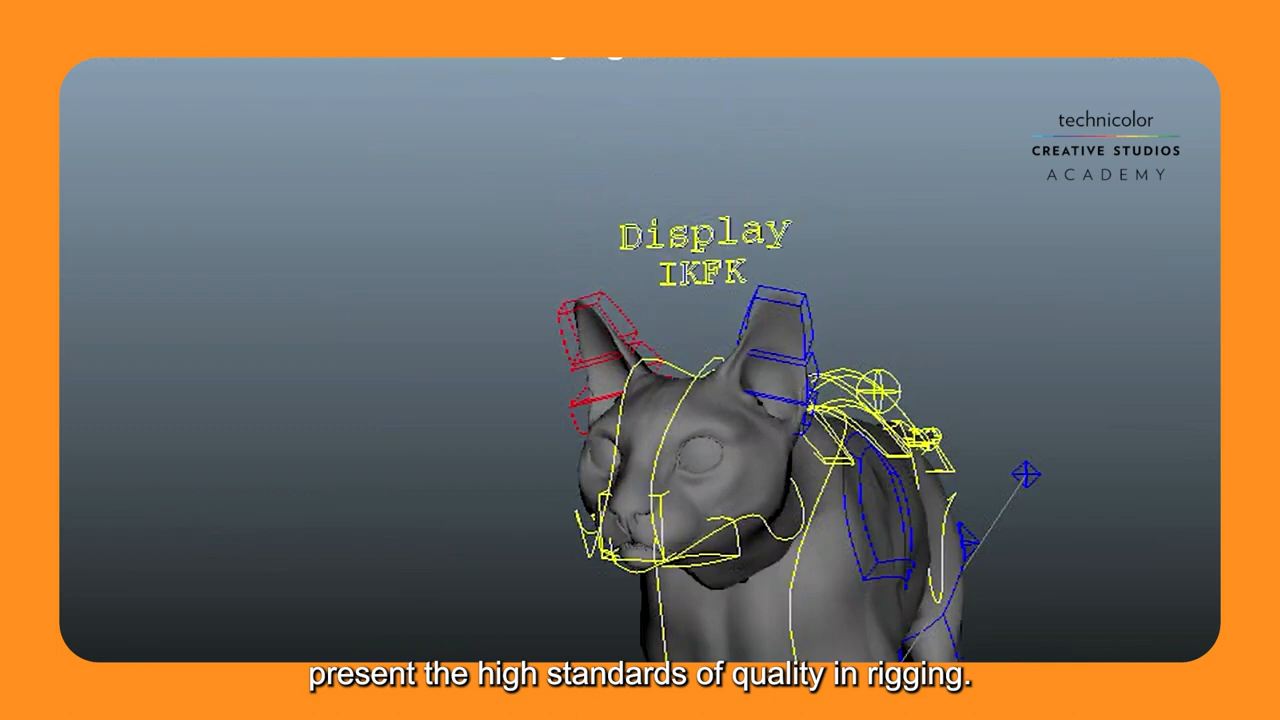 technicolor
CREATIVE STUDIOS
ACADEMY
Display
IKFK
present the high standards of quality in rigging.